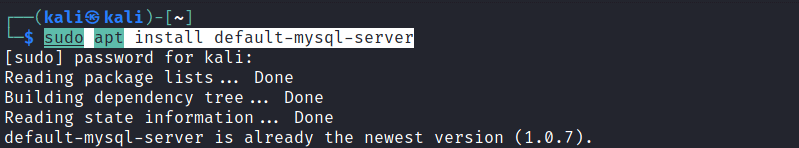 ┌──(kali㉿kali)-[~]
└─$ sudo apt install default-mysql-server
[sudo] password for kali:
Reading package lists... Done
Building dependency tree... Done
Reading state information... Done
default-mysql-server is already the newest version (1.0.7).